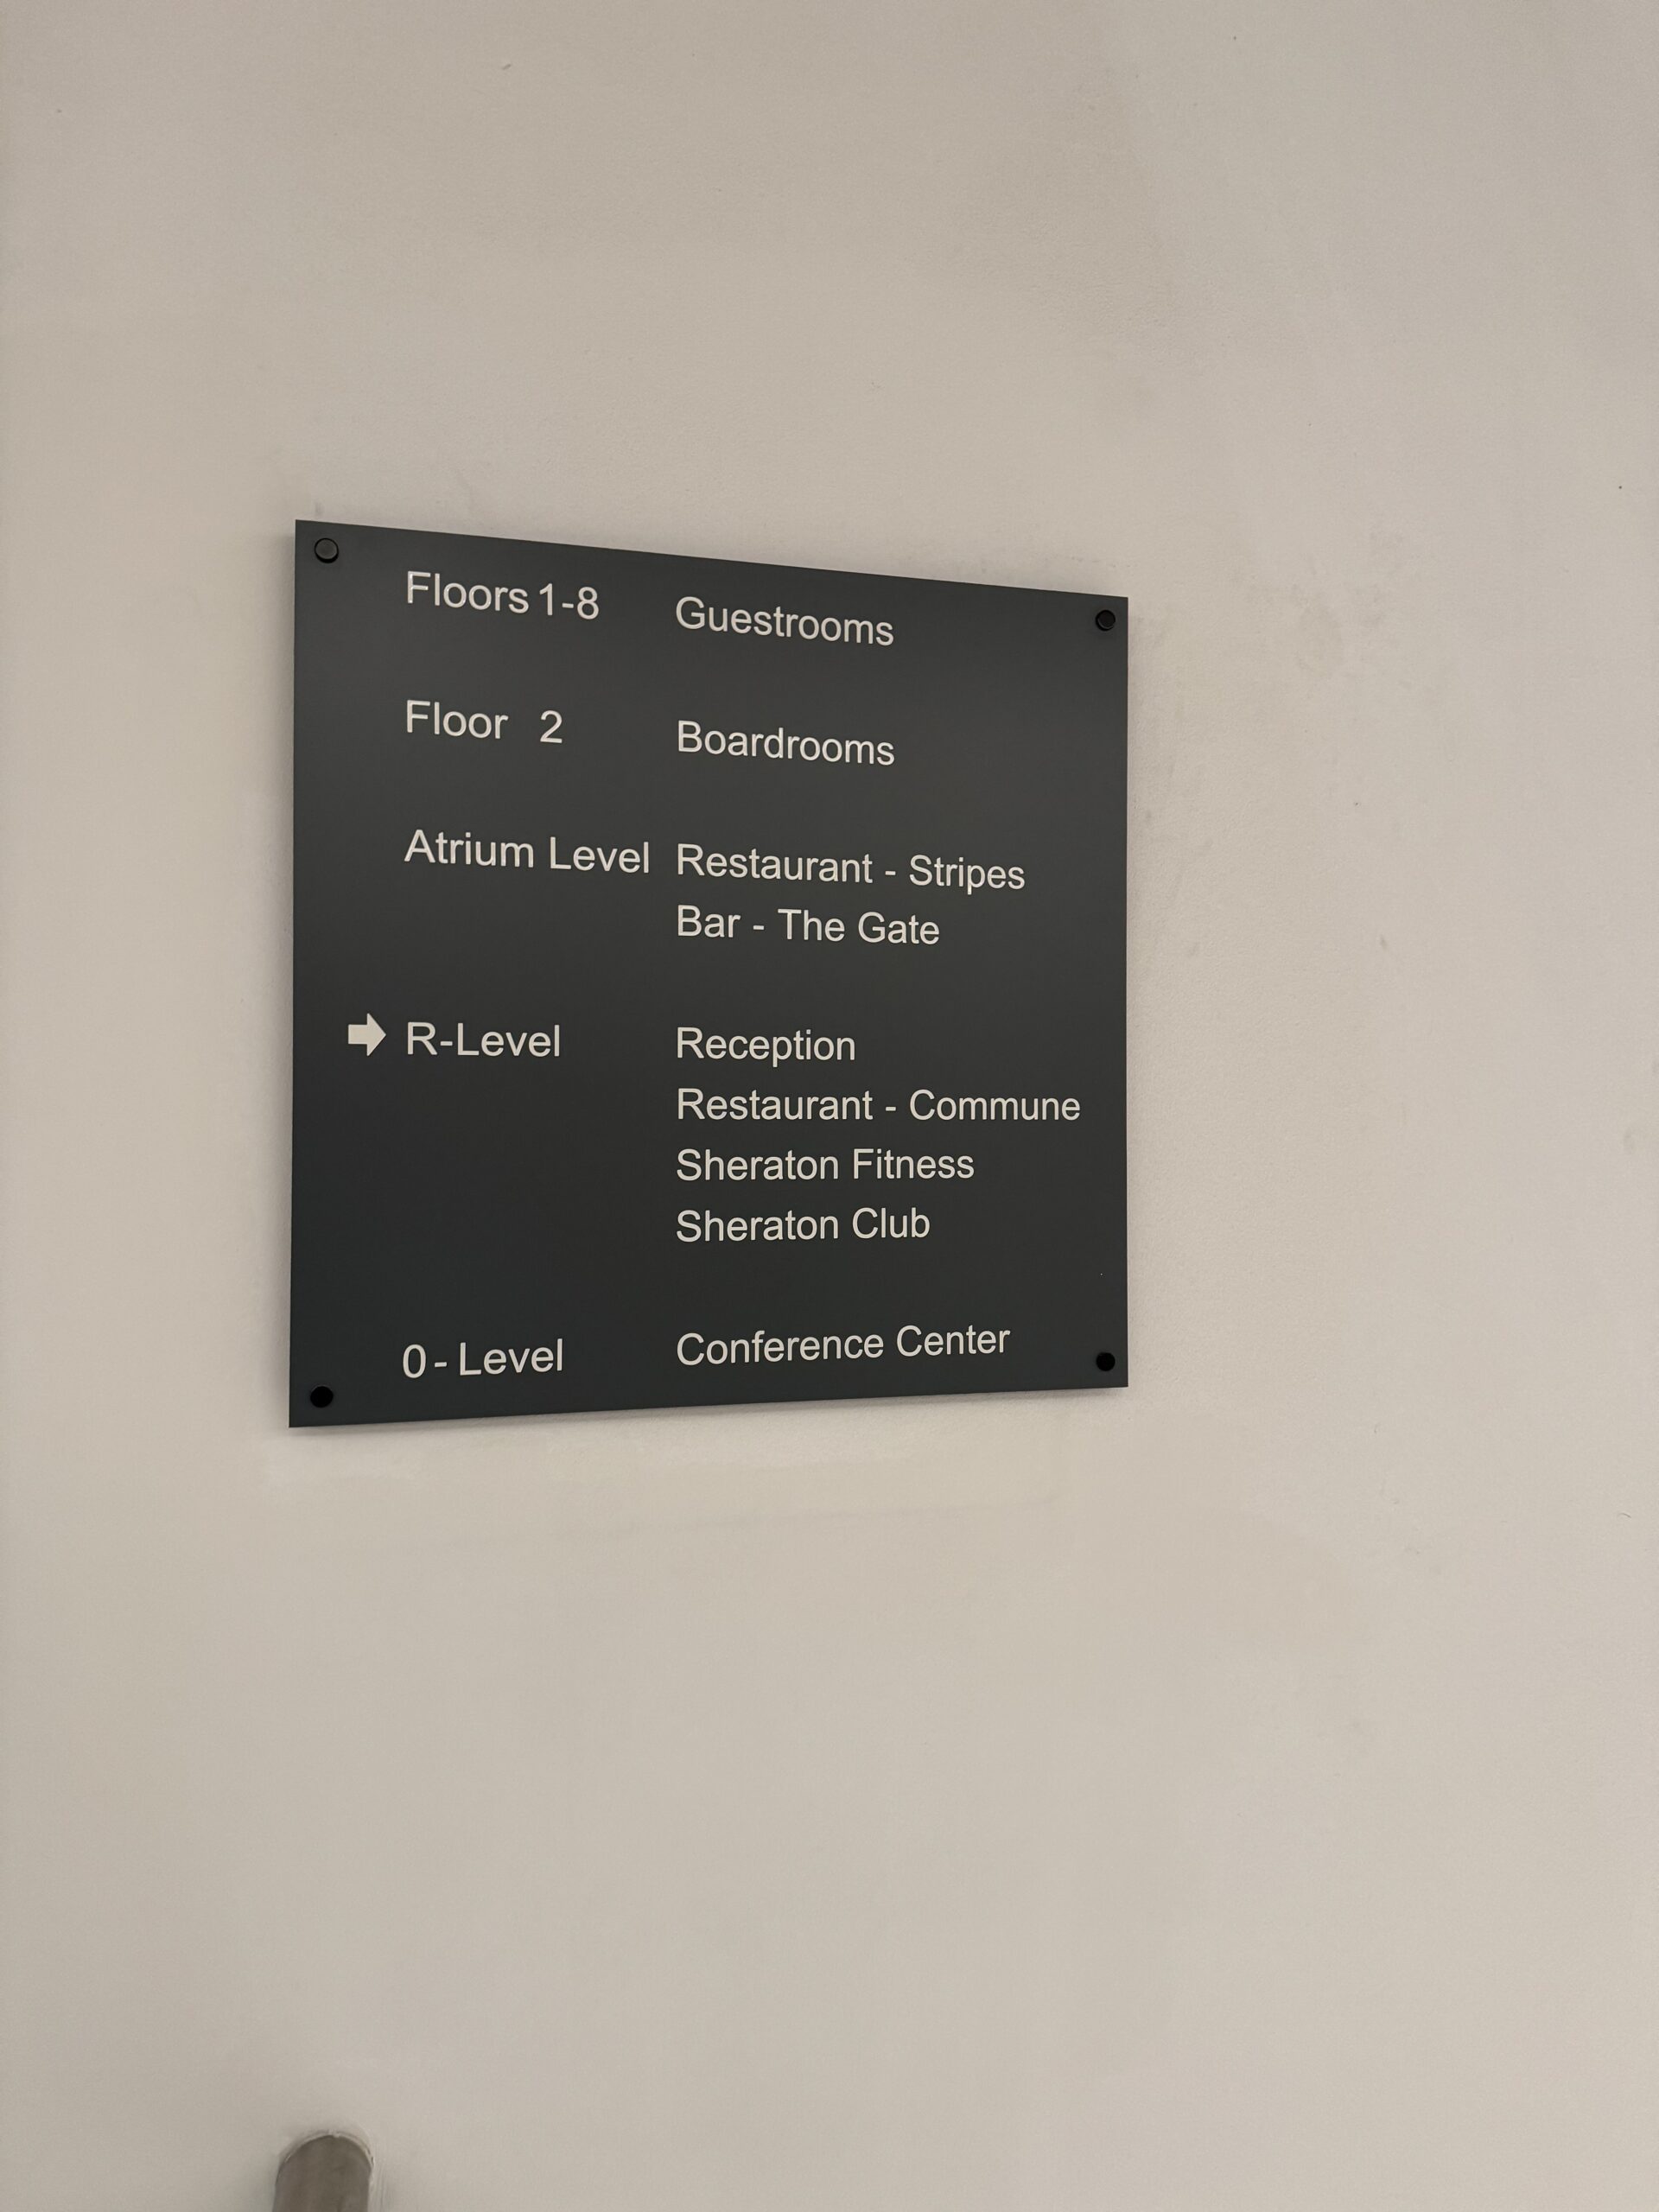 Floors 1-8 Guestrooms
Floor 2 Boardrooms
Atrium Level Restaurant - Stripes
Bar - The Gate
R-Level Reception
Restaurant - Commune
Sheraton Fitness
Sheraton Club
0 - Level Conference Center